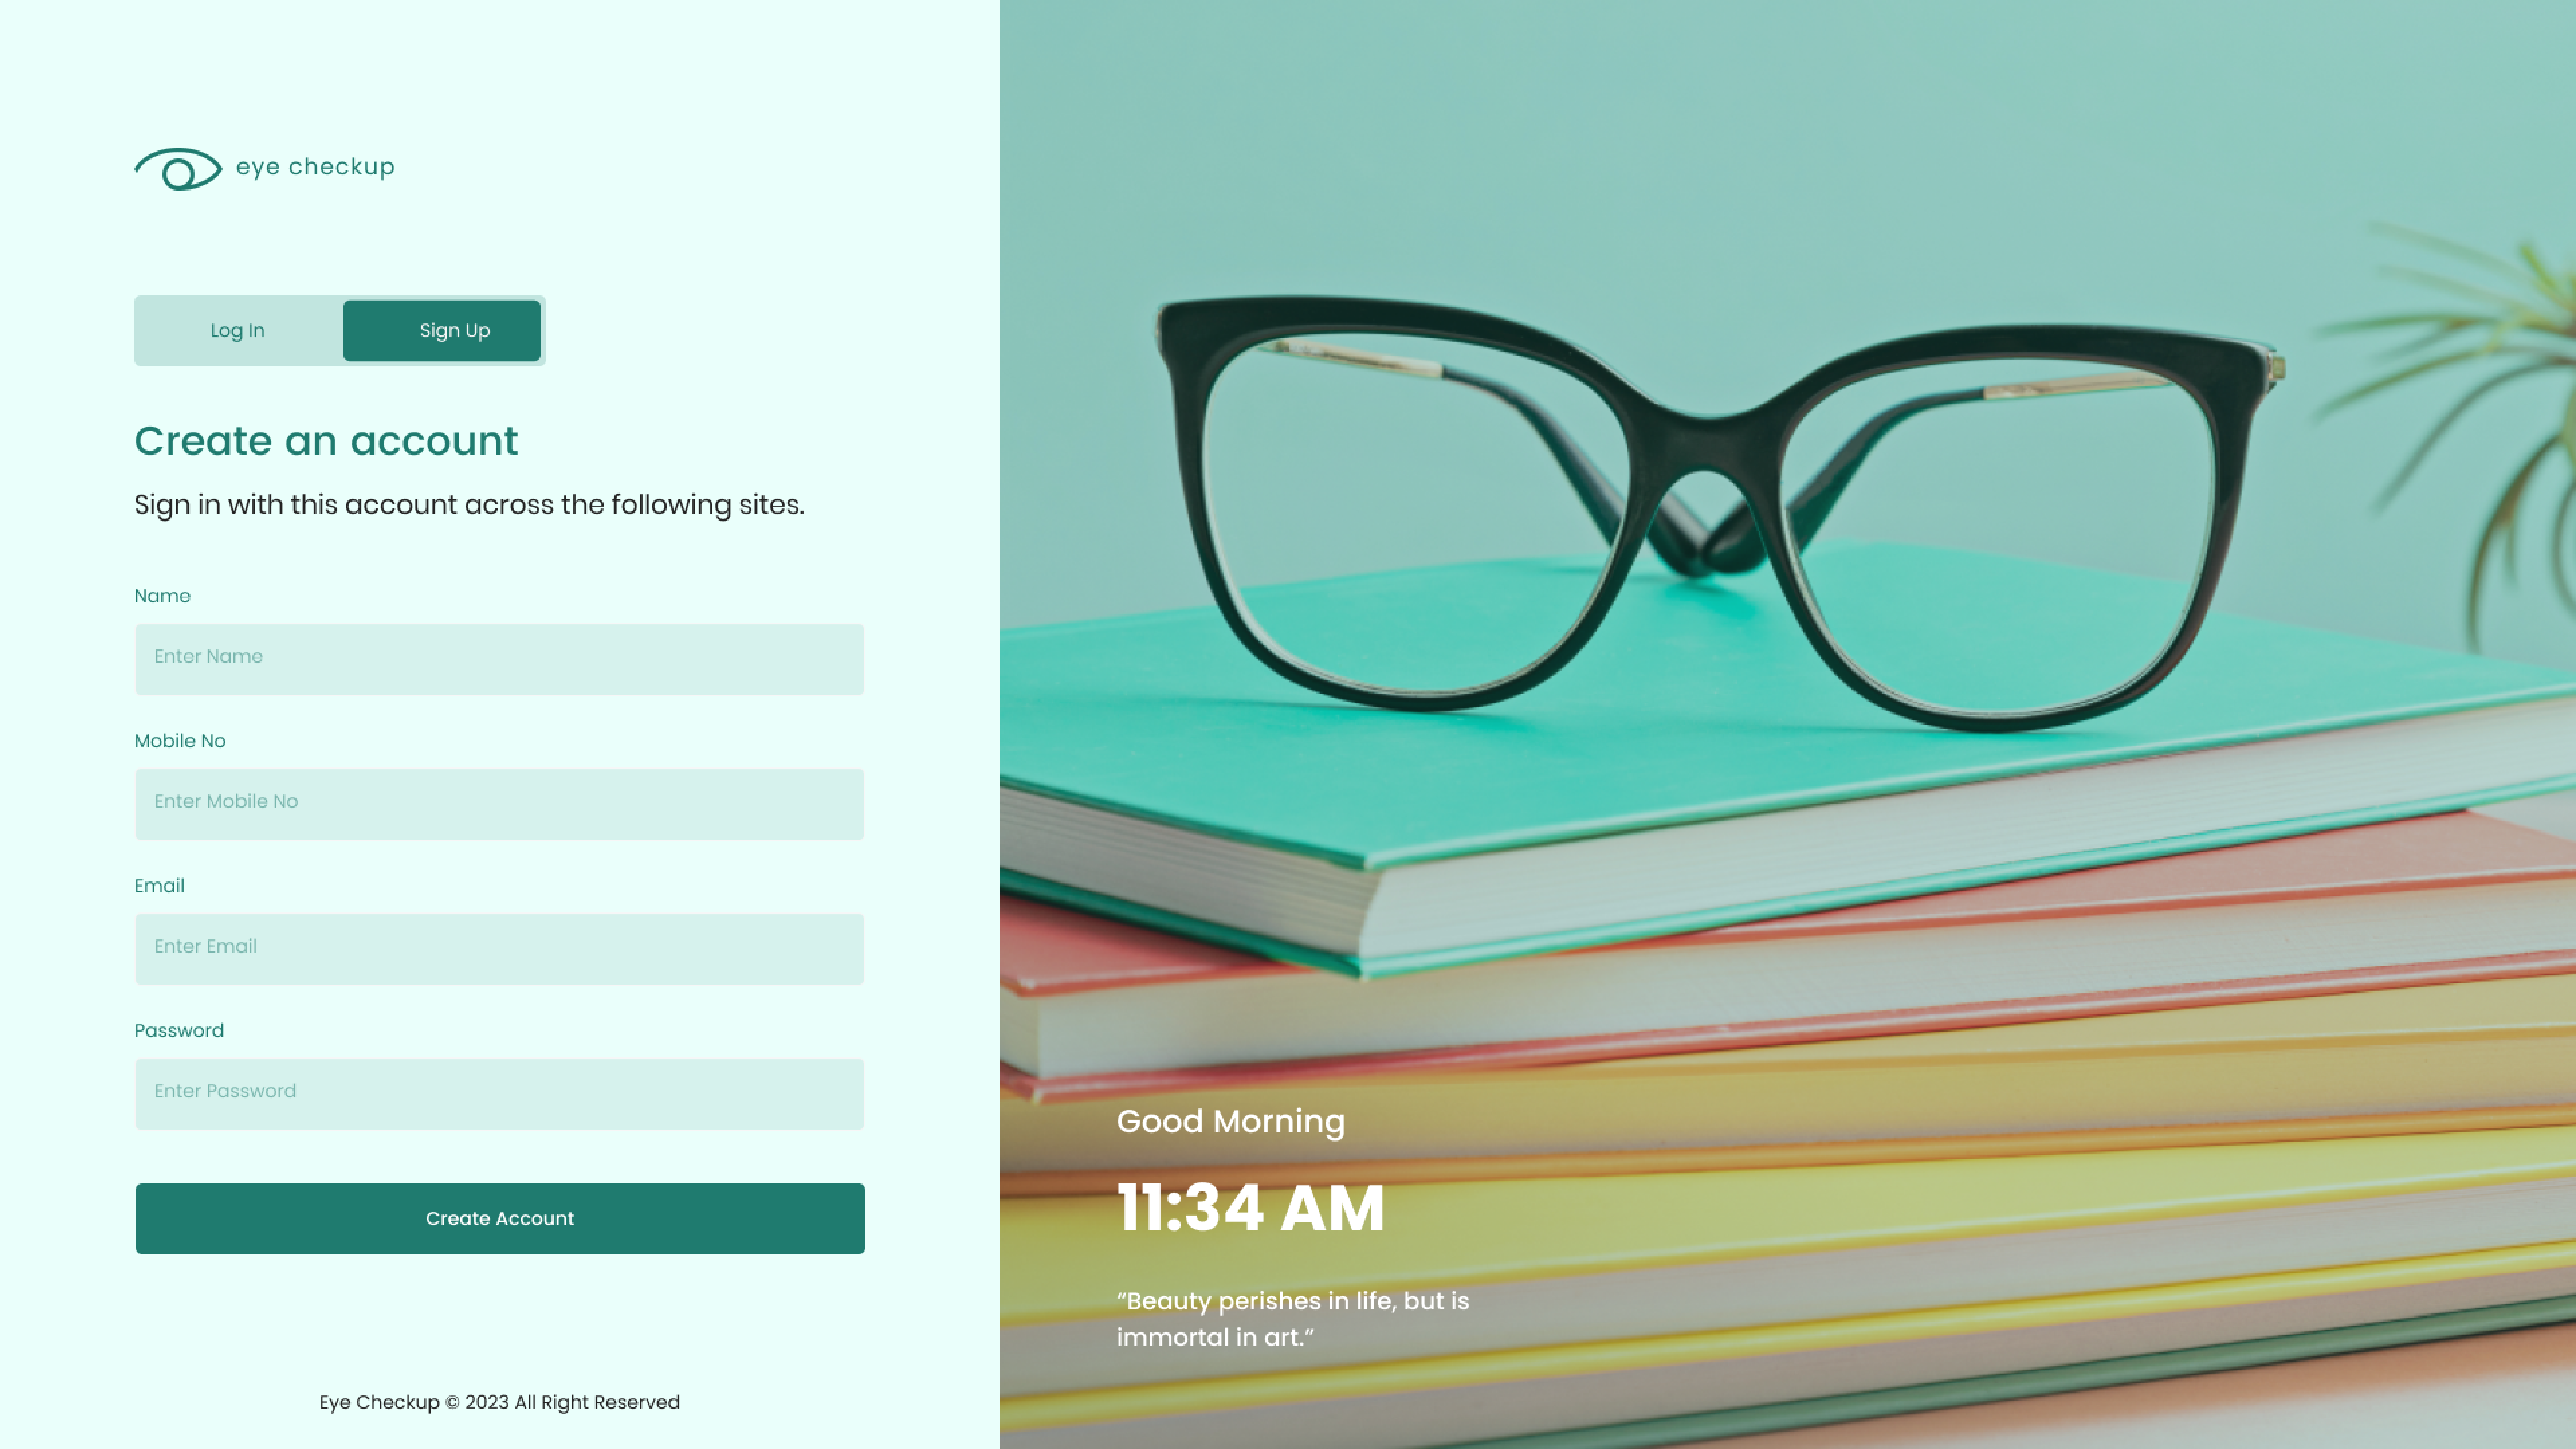 eye checkup
Log In
Sign Up
Create an account
Sign in with this account across the following sites.
Name
Enter Name
Mobile No
Enter Mobile No
Email
Enter Email
Password
Enter Password
Create Account
Eye Checkup © 2023 All Right Reserved
Good Morning
11:34 AM
“Beauty perishes in life, but is
immortal in art.”